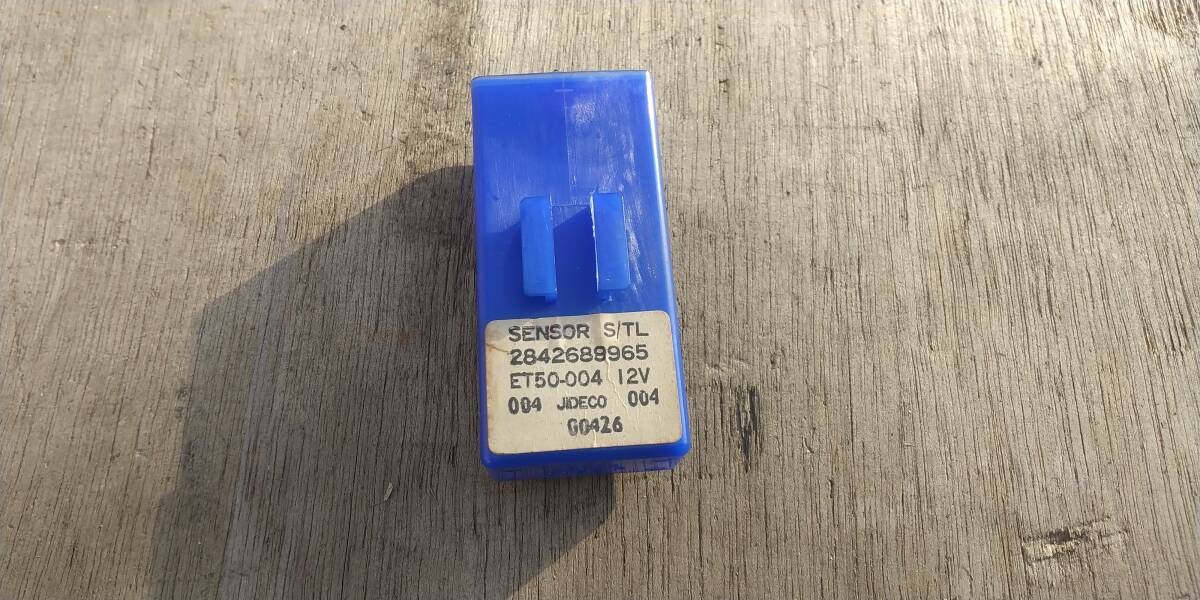 SENSOR S/TL
2842689965
ET50-004 12V
004 JIDECO 004
00426